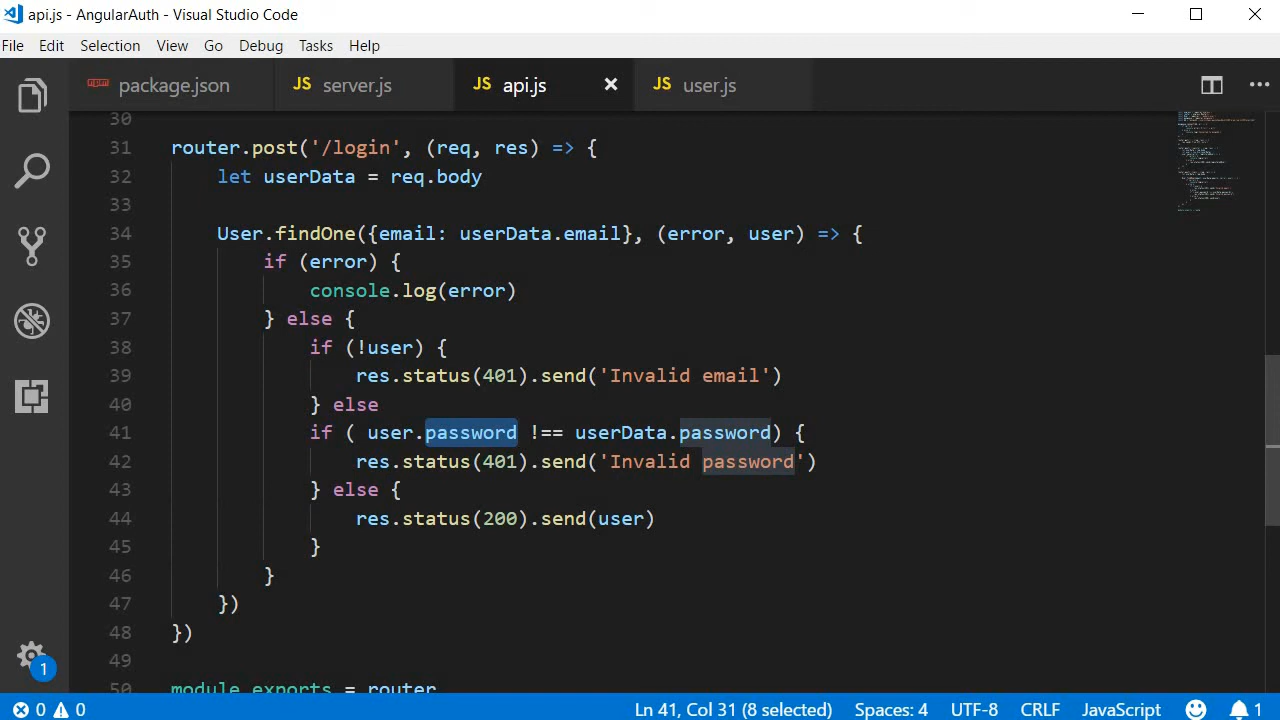 api.js - AngularAuth - Visual Studio Code
File Edit Selection View Go Debug Tasks Help
package.json JS server.js JS api.js JS user.js
30
31 router.post('/login', (req, res) => {
32 let userData = req.body
33
34 User.findOne({email: userData.email}, (error, user) => {
35 if (error) {
36 console.log(error)
37 } else {
38 if (!user) {
39 res.status(401).send('Invalid email')
40 } else
41 if ( user.password !== userData.password) {
42 res.status(401).send('Invalid password')
43 } else {
44 res.status(200).send(user)
45 }
46 }
47 })
48 })
49
50 module.exports = router
1
0 0 Ln 41, Col 31 (8 selected) Spaces: 4 UTF-8 CRLF JavaScript 1